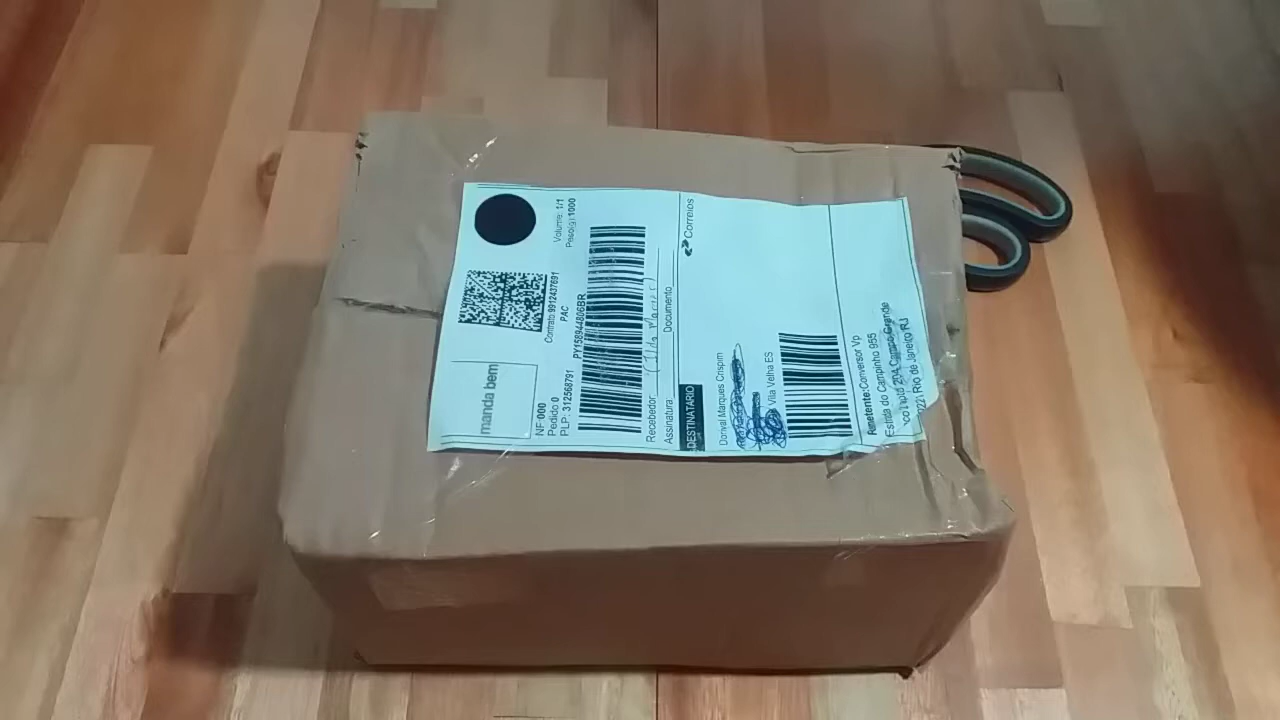 Volume: 1/1
Peso(g):1000
Contrato:9912437691
PAC
manda bem
NF:000
Pedido 0
PLP: 312568791
PY158944806BR
Recebedor
Assinatura
Documento
Correios
DESTINATÁRIO
Dorival Marques Crispim
Vila Velha ES
Remetente:Conversor Vp
Estrda do Campinho 955
204 Campo Grande
Rio de Janeiro RJ